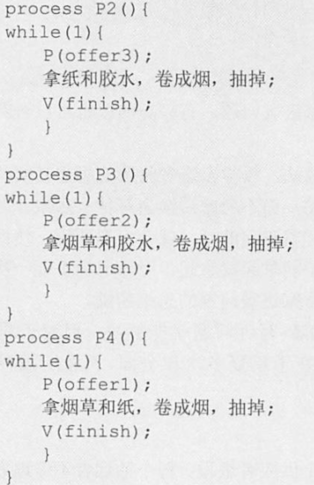 process P2(){
while(1){
P(offer3);
拿纸和胶水，卷成烟，抽掉;
V(finish);
}
}
process P3(){
while(1){
P(offer2);
拿烟草和胶水，卷成烟，抽掉;
V(finish);
}
}
process P4(){
while(1){
P(offer1);
拿烟草和纸，卷成烟，抽掉;
V(finish);
}
}